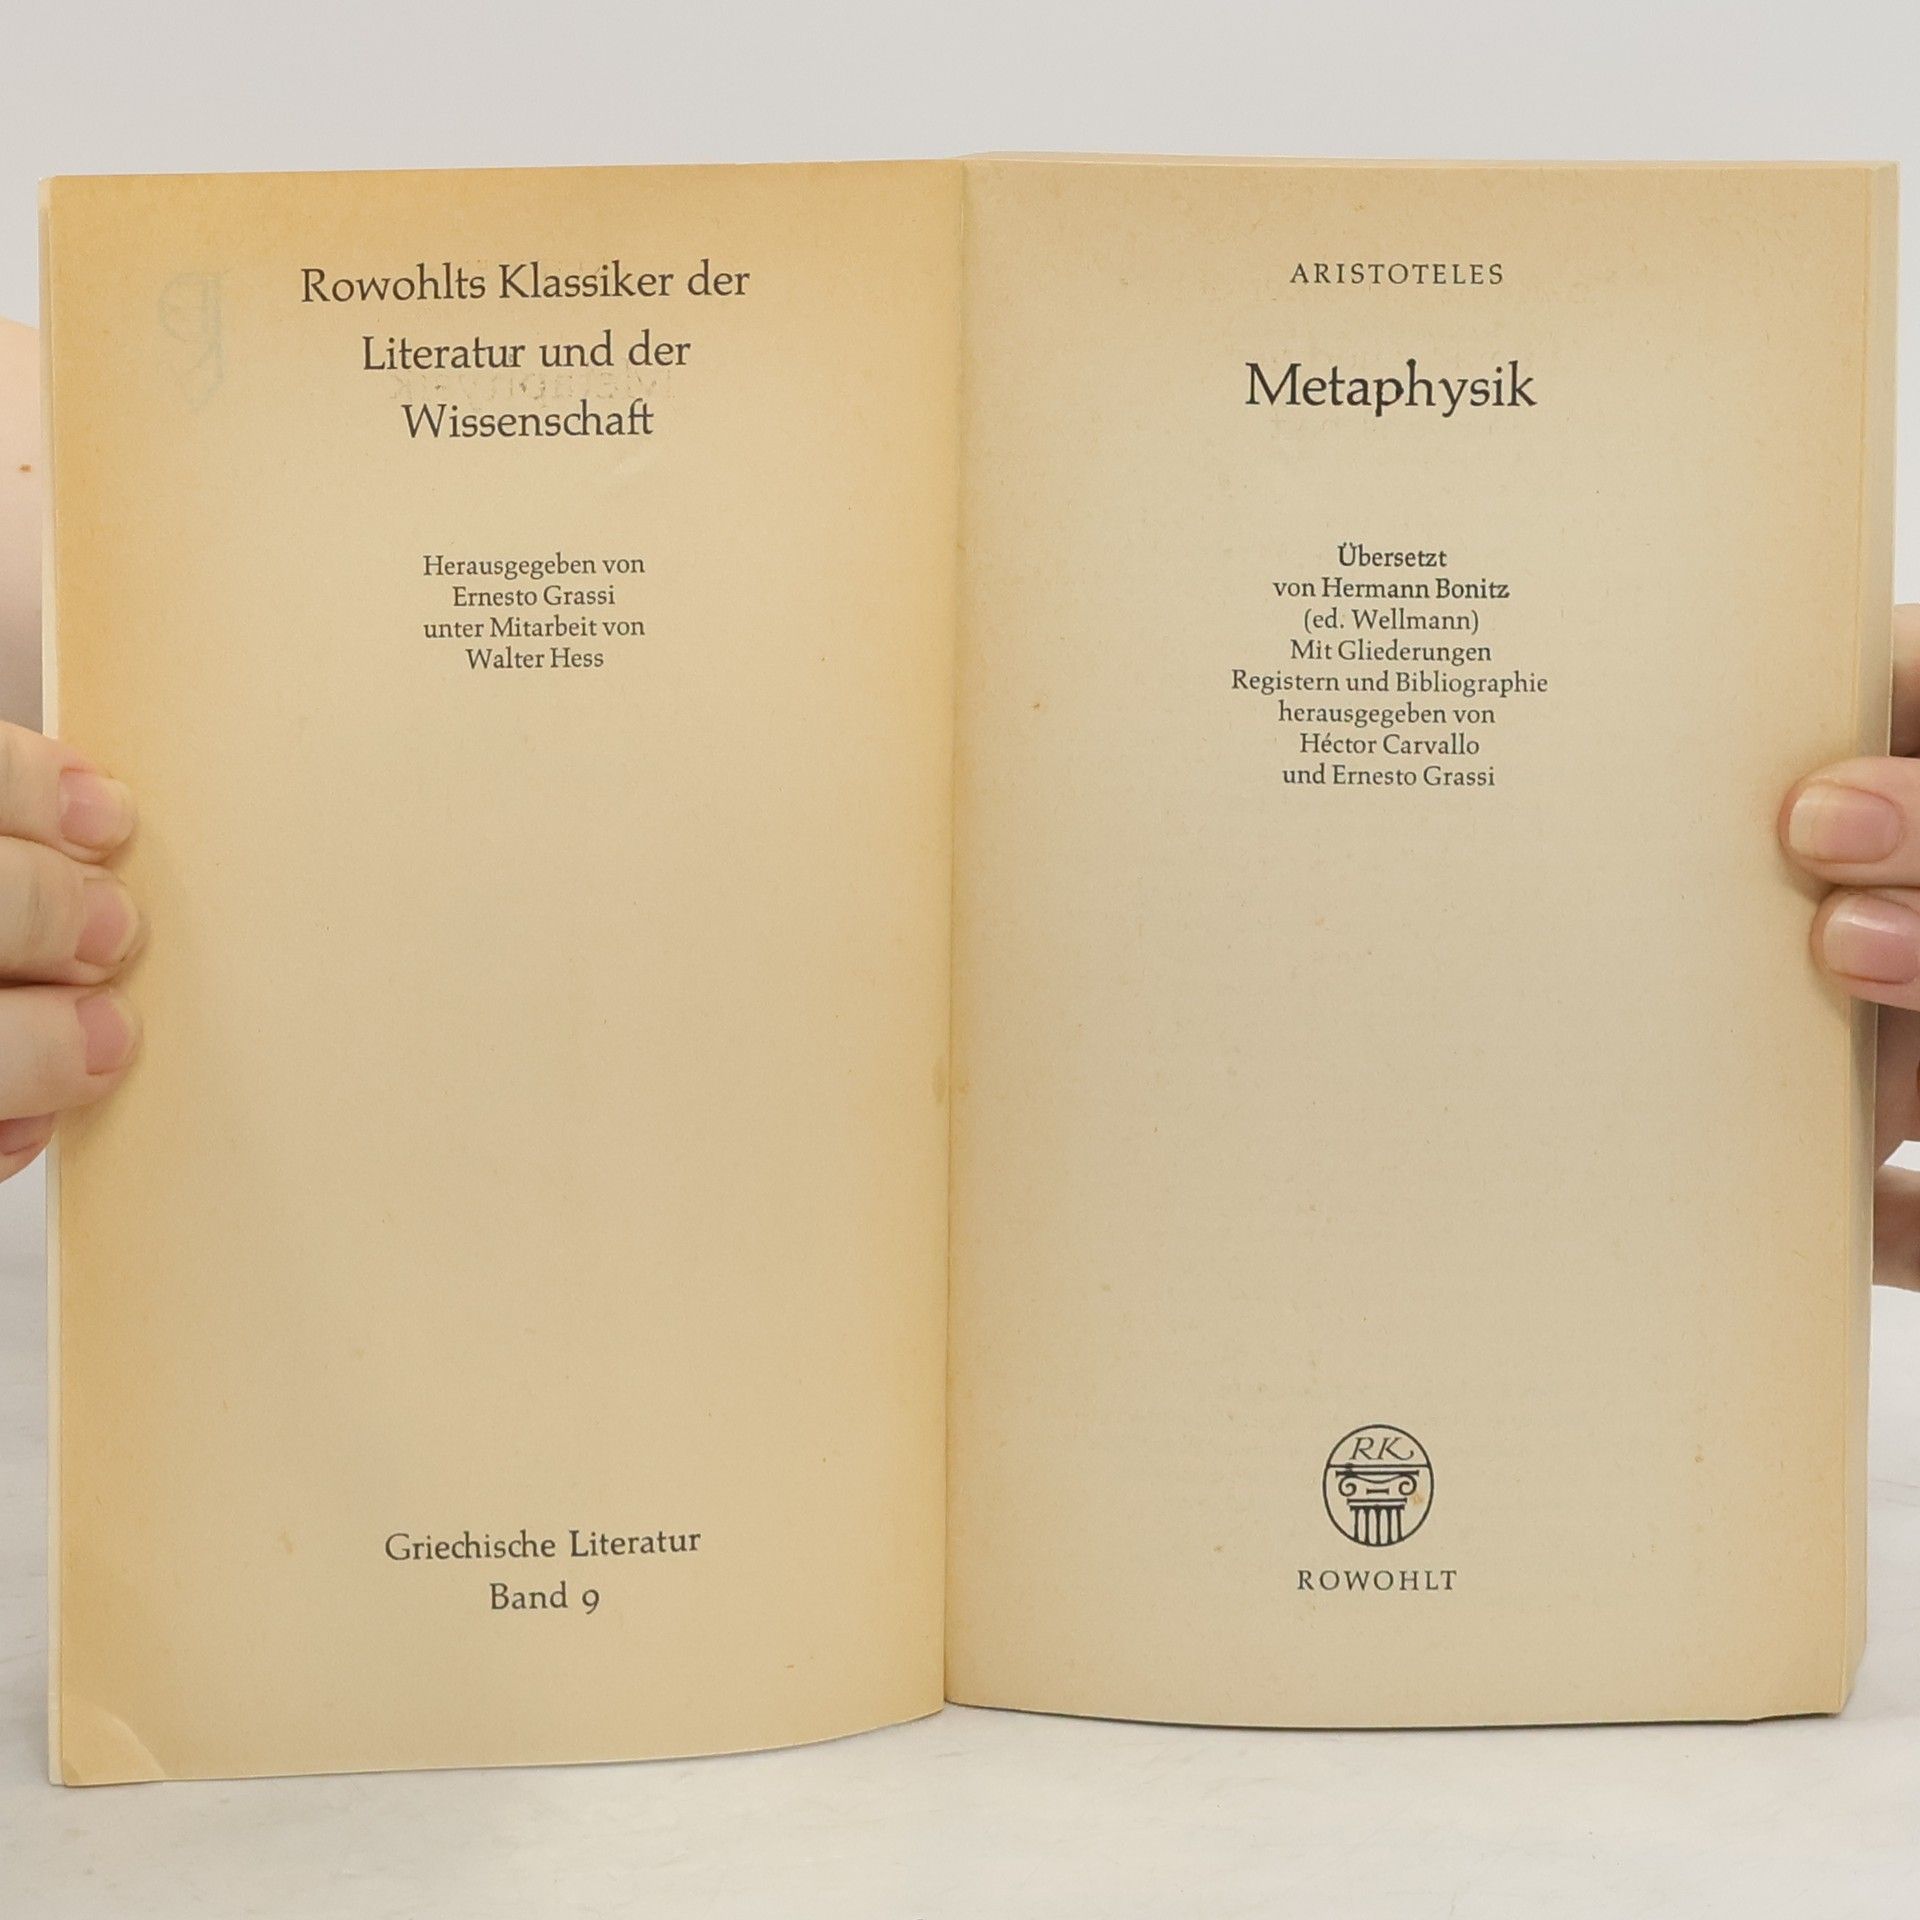 Rowohlts Klassiker der
Literatur und der
Wissenschaft
Herausgegeben von
Ernesto Grassi
unter Mitarbeit von
Walter Hess
Griechische Literatur
Band 9
ARISTOTELES
Metaphysik
Übersetzt
von Hermann Bonitz
(ed. Wellmann)
Mit Gliederungen
Registern und Bibliographie
herausgegeben von
Héctor Carvallo
und Ernesto Grassi
RK
ROWOHLT